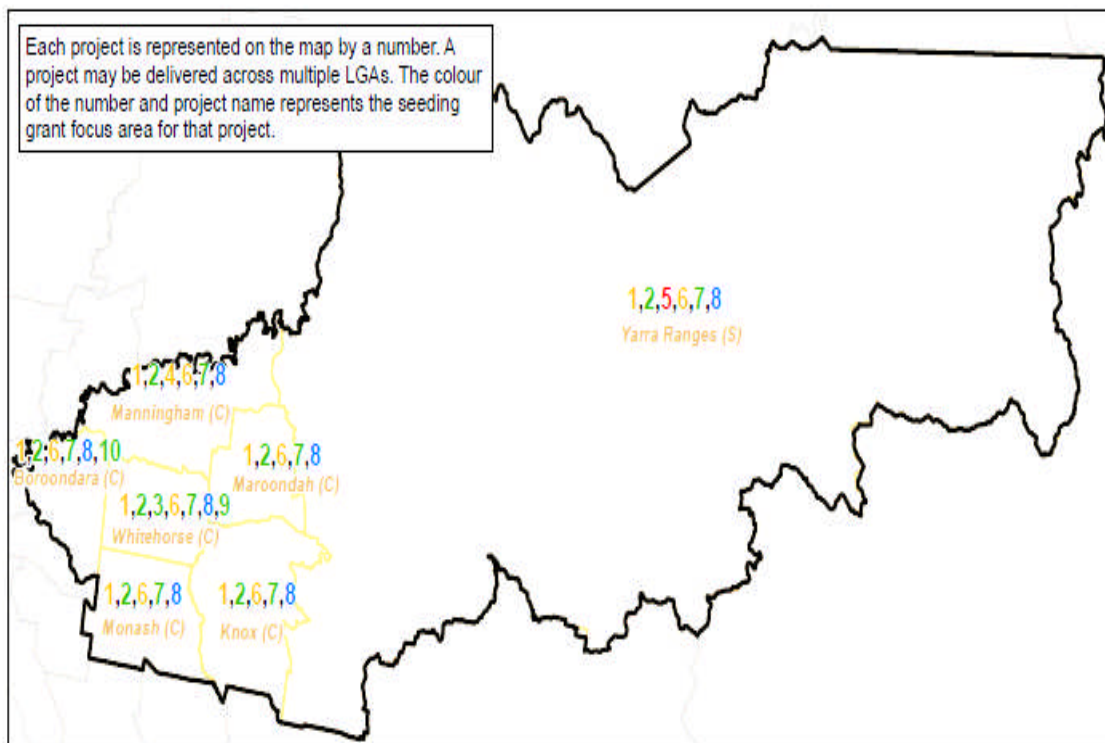 Each project is represented on the map by a number. A
project may be delivered across multiple LGAs. The colour
of the number and project name represents the seeding
grant focus area for that project.
1,2,5,6,7,8
Yarra Ranges (S)
1,2,4,6,7,8
Manningham (C)
1,2,6,7,8,10
Boroondara (C)
1,2,6,7,8
Maroondah (C)
1,2,3,6,7,8,9
Whitehorse (C)
1,2,6,7,8
Monash (C)
1,2,6,7,8
Knox (C)